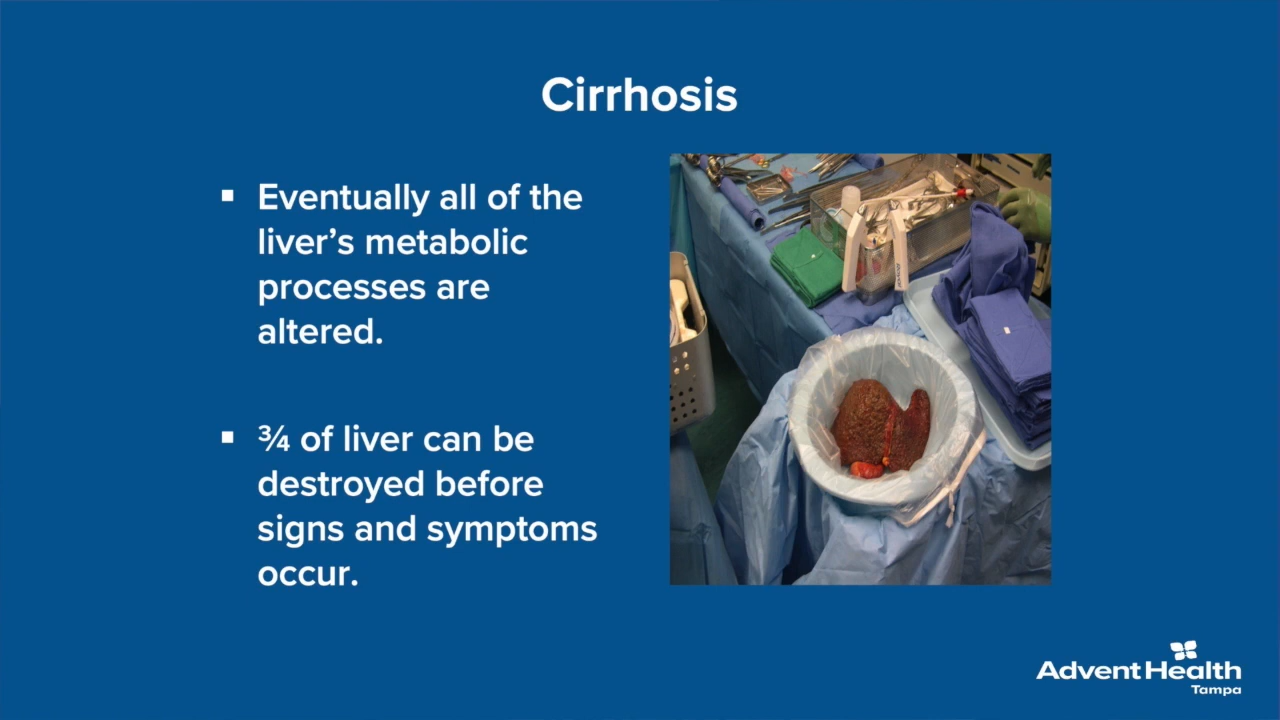 Cirrhosis
▪ Eventually all of the
liver’s metabolic
processes are
altered.
▪ ¾ of liver can be
destroyed before
signs and symptoms
occur.
AdventHealth
Tampa